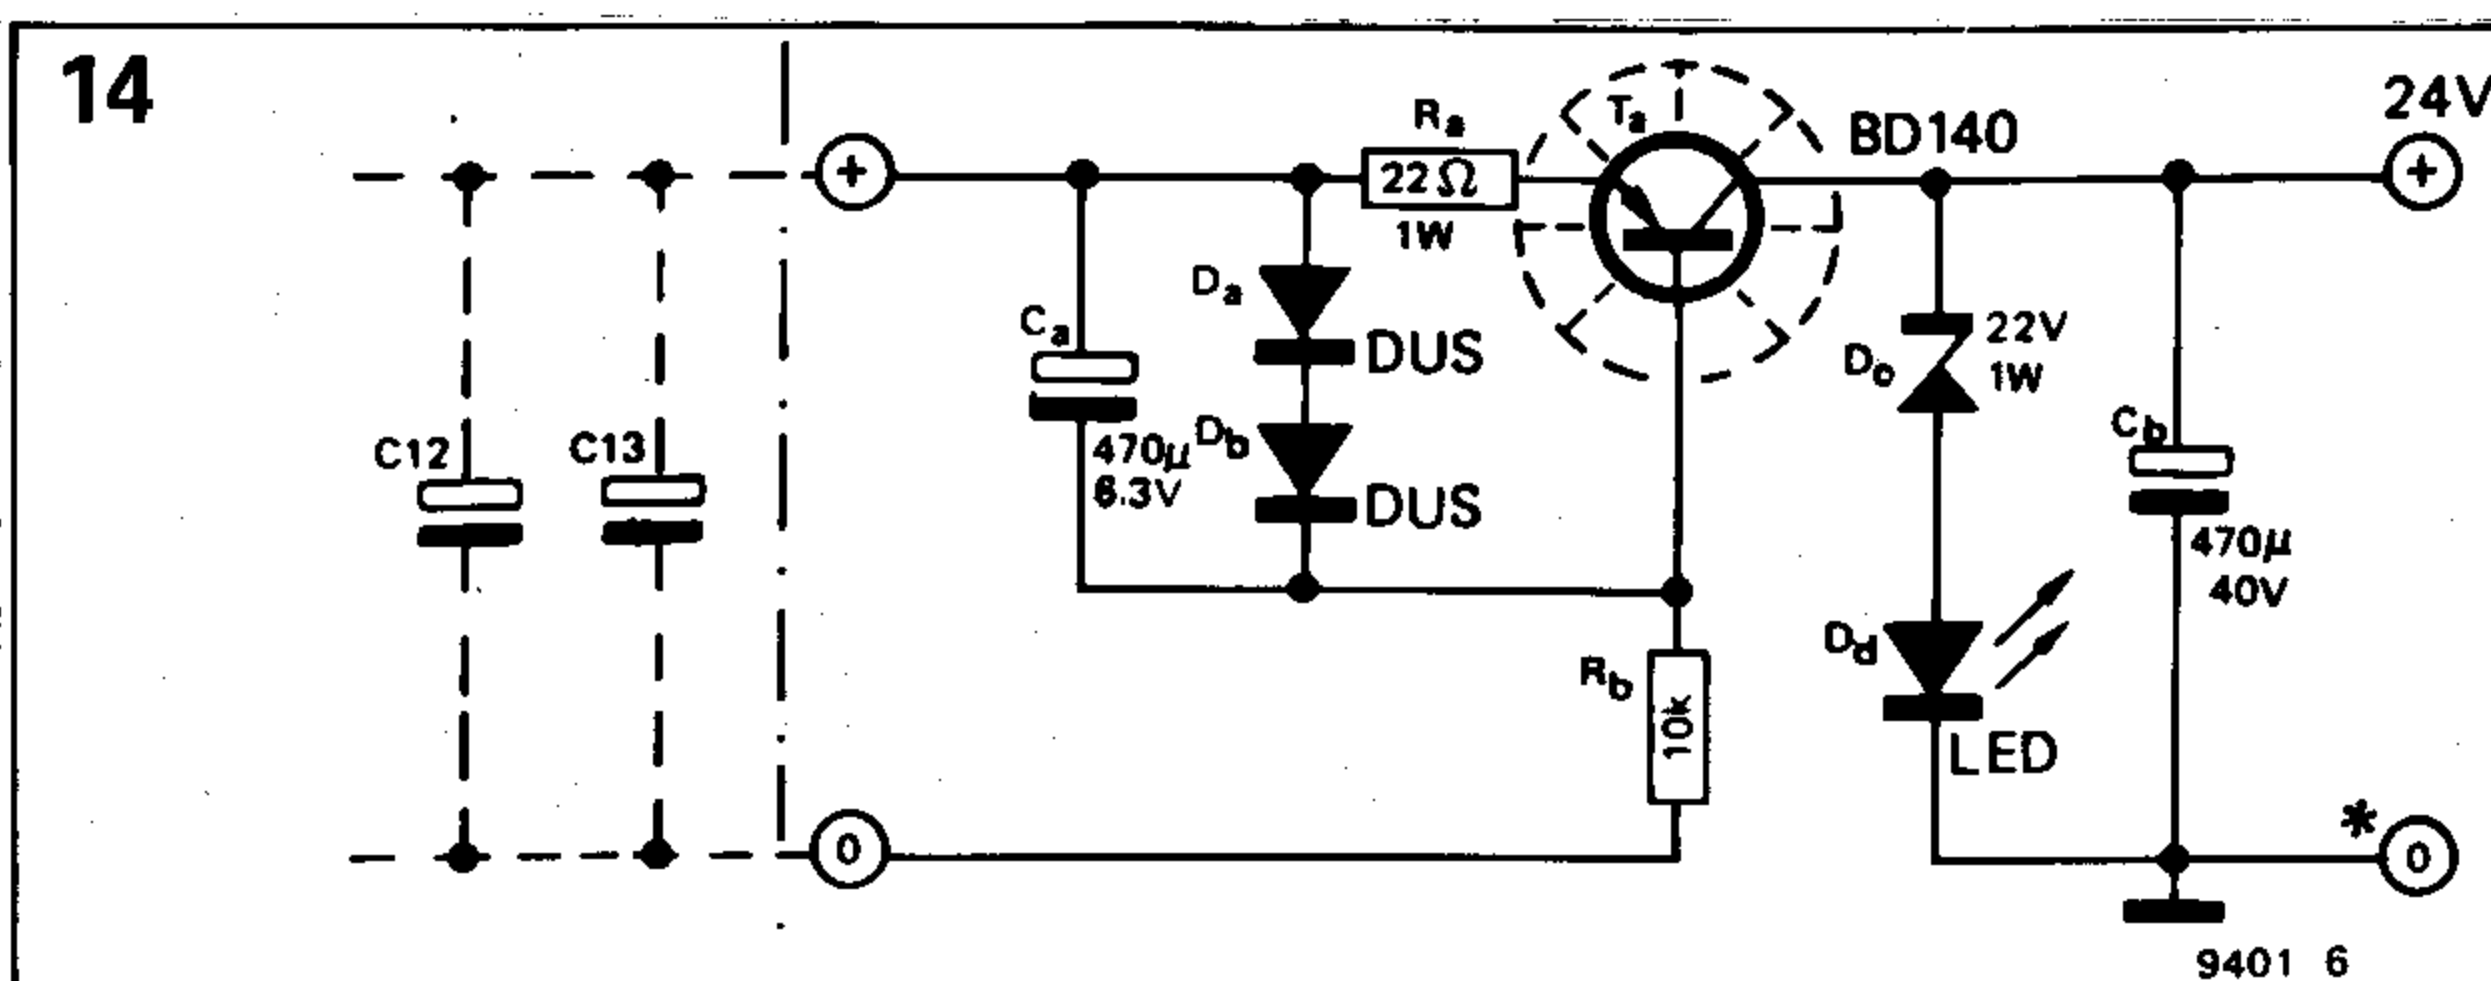 14
24V
+
Ra
22Ω
1W
Ta
BD140
+
Da
DUS
Ca
470µ
6.3V
Db
DUS
22V
1W
Dc
C12
C13
Cb
470µ
40V
Dd
LED
Rb
10k
0
*
0
9401 6